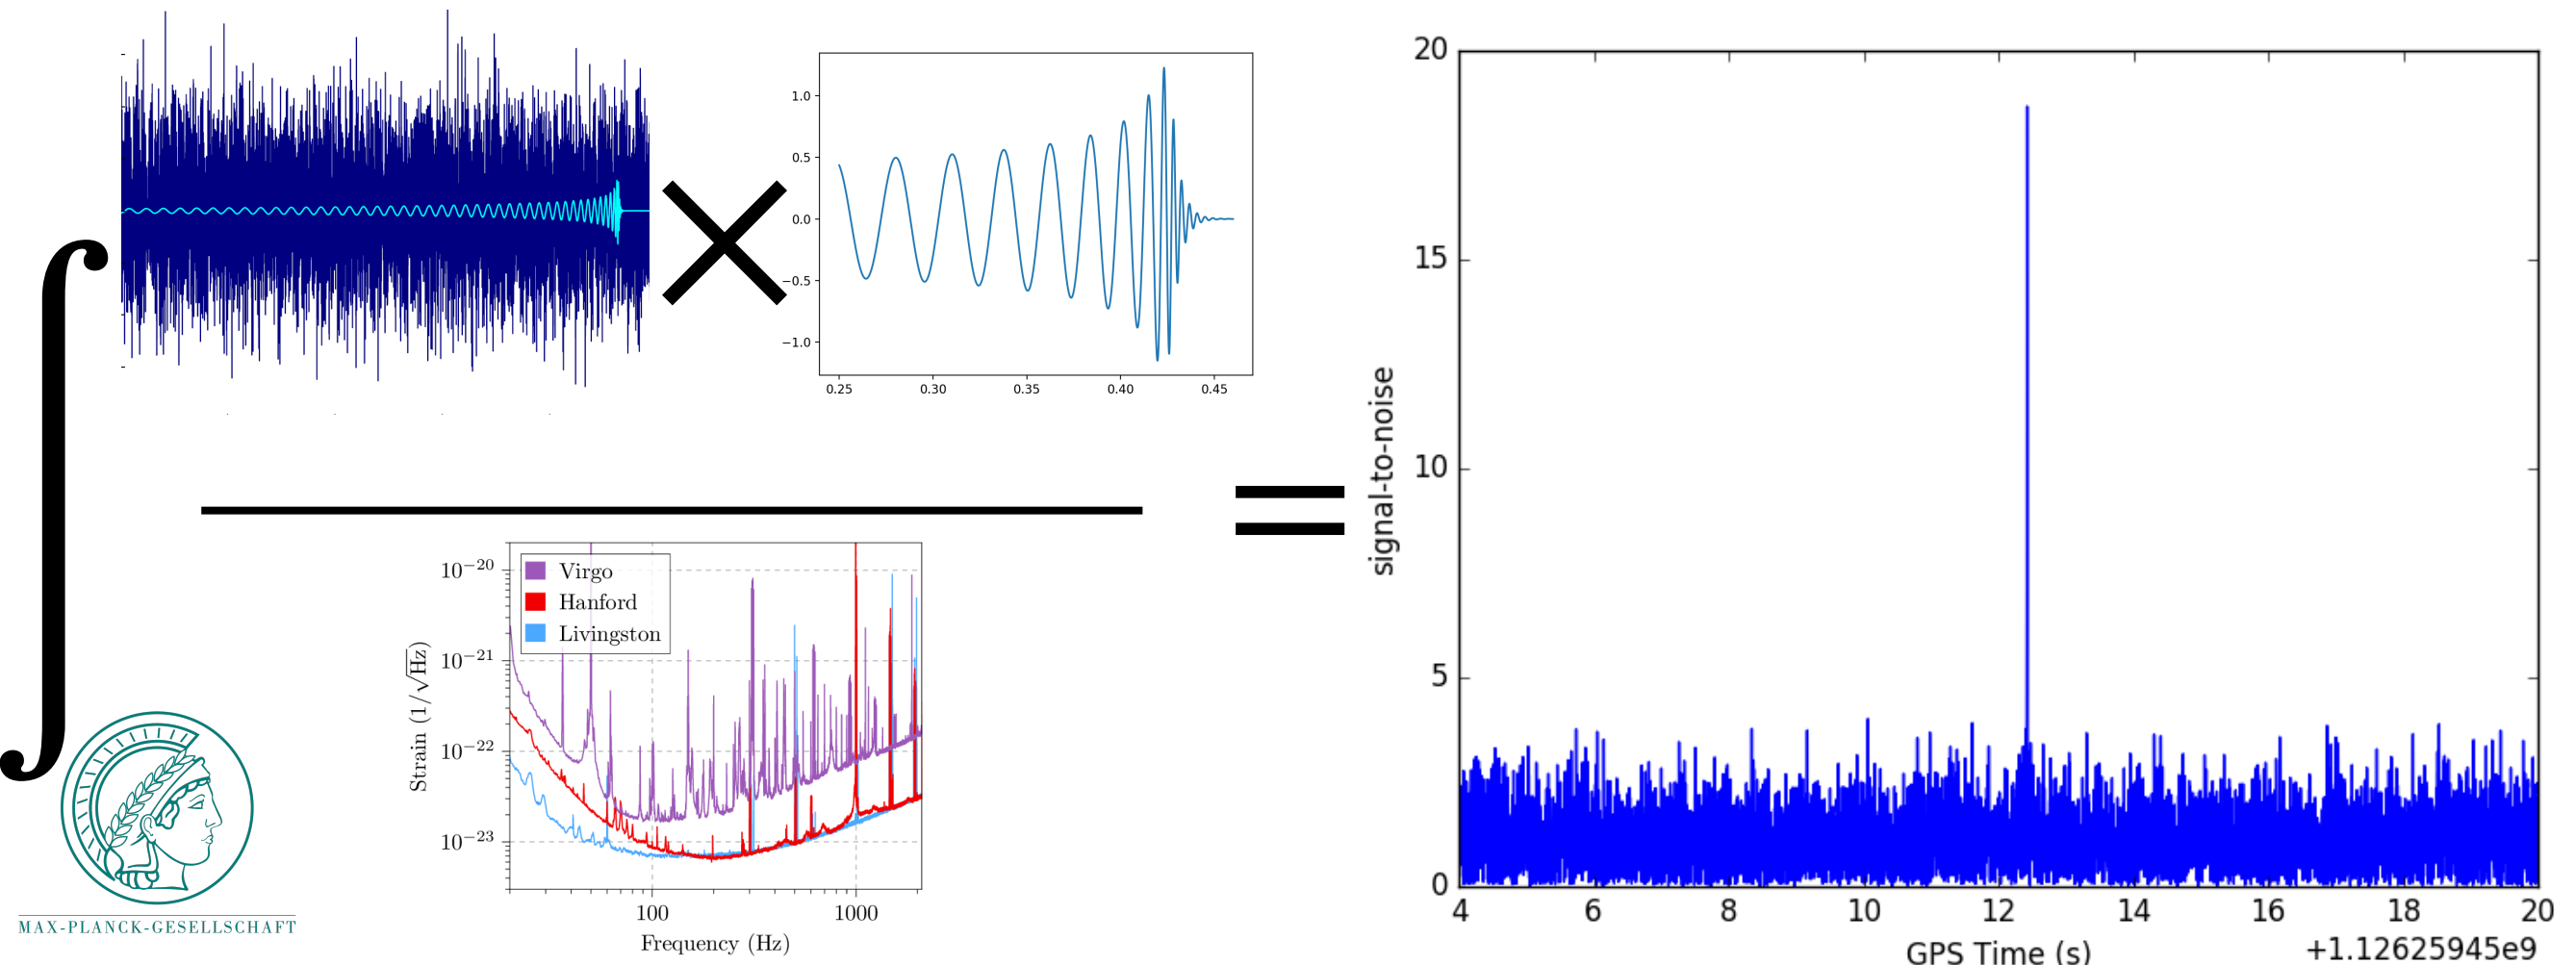 ∫
×
1.0
0.5
0.0
−0.5
−1.0
0.25 0.30 0.35 0.40 0.45
=
Virgo
Hanford
Livingston
10−20
10−21
10−22
10−23
Strain (1/√Hz)
100 1000
Frequency (Hz)
MAX-PLANCK-GESELLSCHAFT
20
15
10
5
0
signal-to-noise
4 6 8 10 12 14 16 18 20
GPS Time (s)
+1.12625945e9